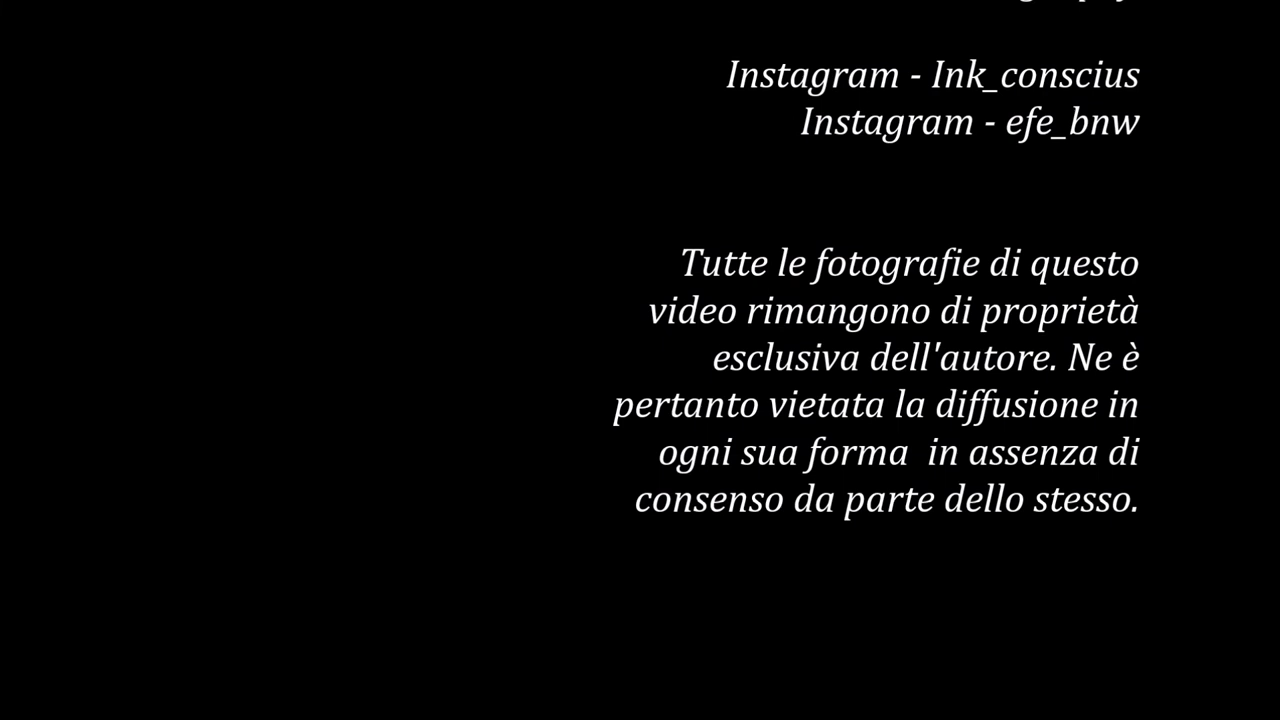 Instagram - Ink_conscius
Instagram - efe_bnw
Tutte le fotografie di questo
video rimangono di proprietà
esclusiva dell'autore. Ne è
pertanto vietata la diffusione in
ogni sua forma  in assenza di
consenso da parte dello stesso.